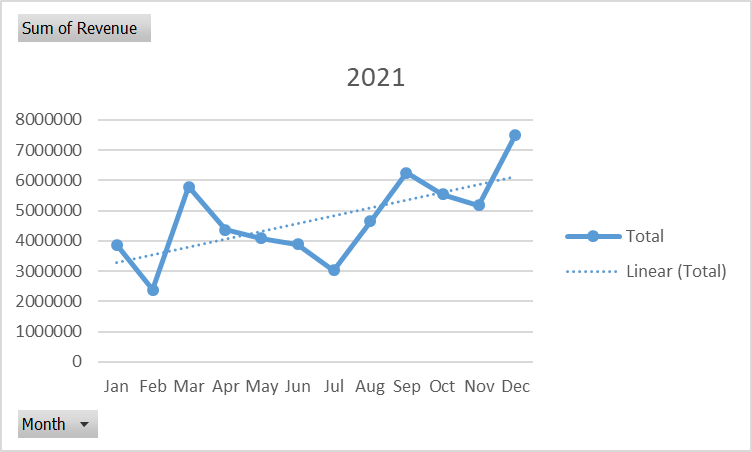 Sum of Revenue
2021
8000000
7000000
6000000
5000000
4000000
3000000
2000000
1000000
0
Jan Feb Mar Apr May Jun Jul Aug Sep Oct Nov Dec
Total
Linear (Total)
Month